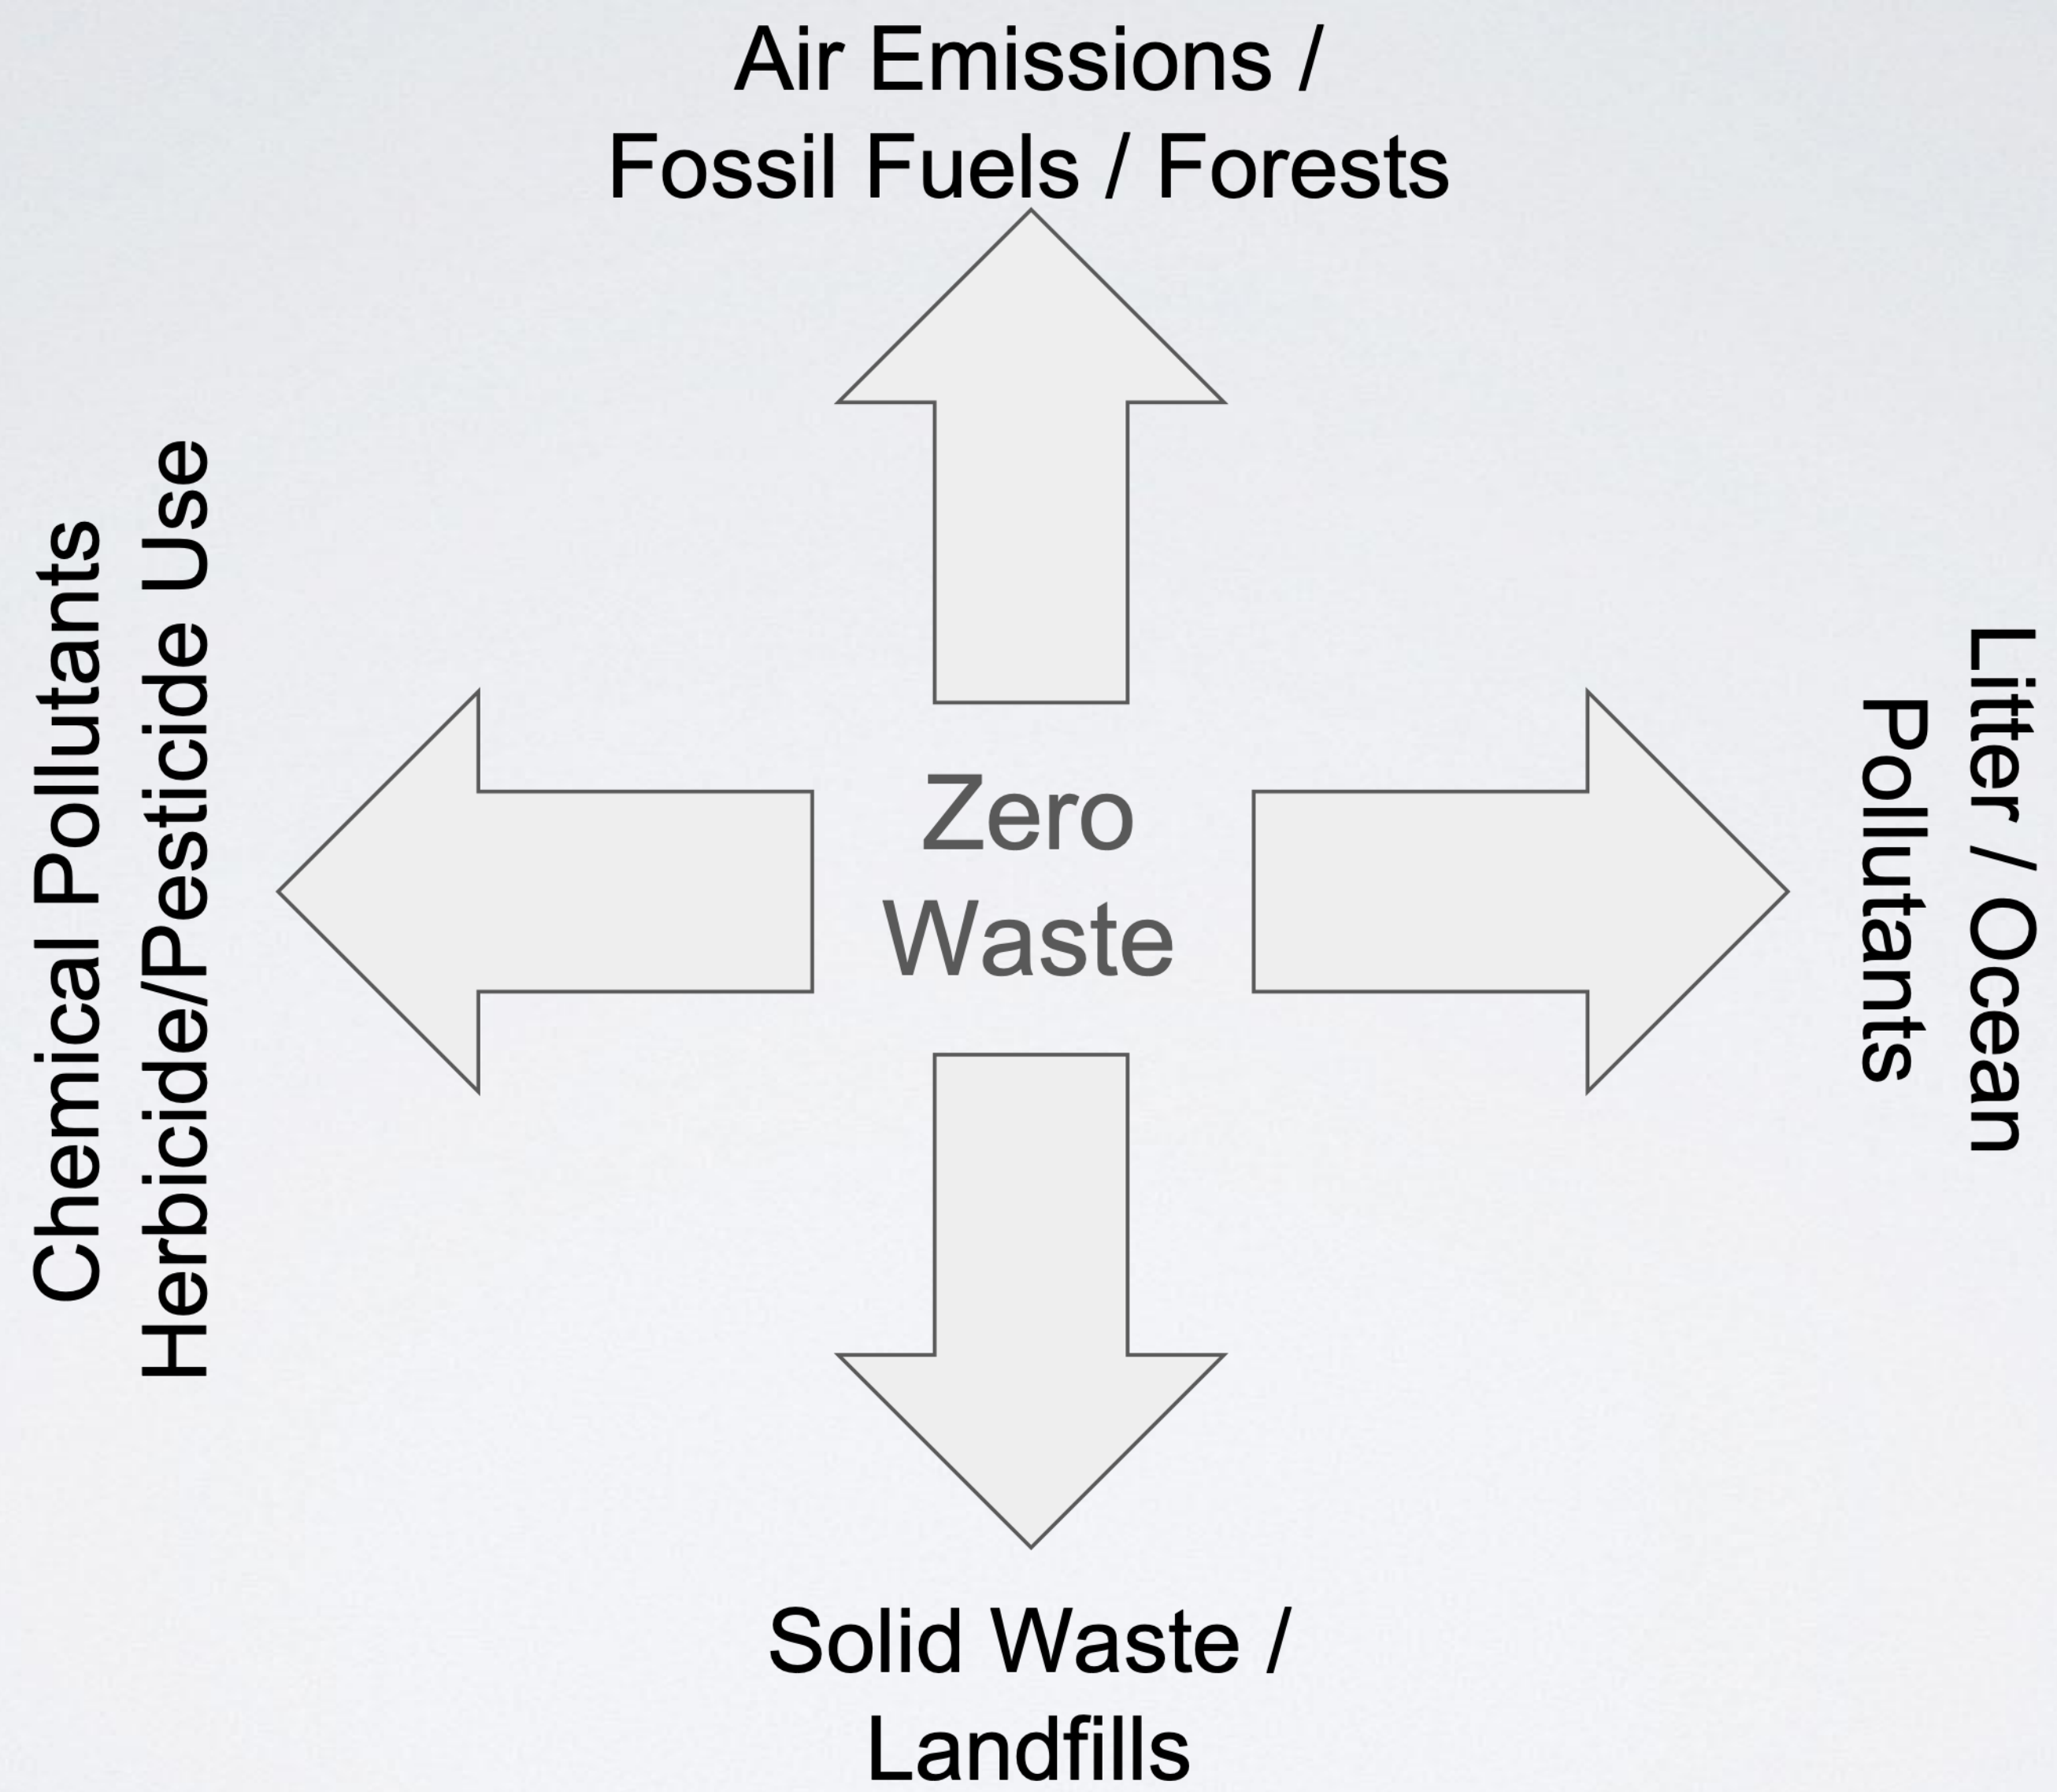 Air Emissions /
Fossil Fuels / Forests
Chemical Pollutants
Herbicide/Pesticide Use
Zero
Waste
Litter / Ocean
Pollutants
Solid Waste /
Landfills